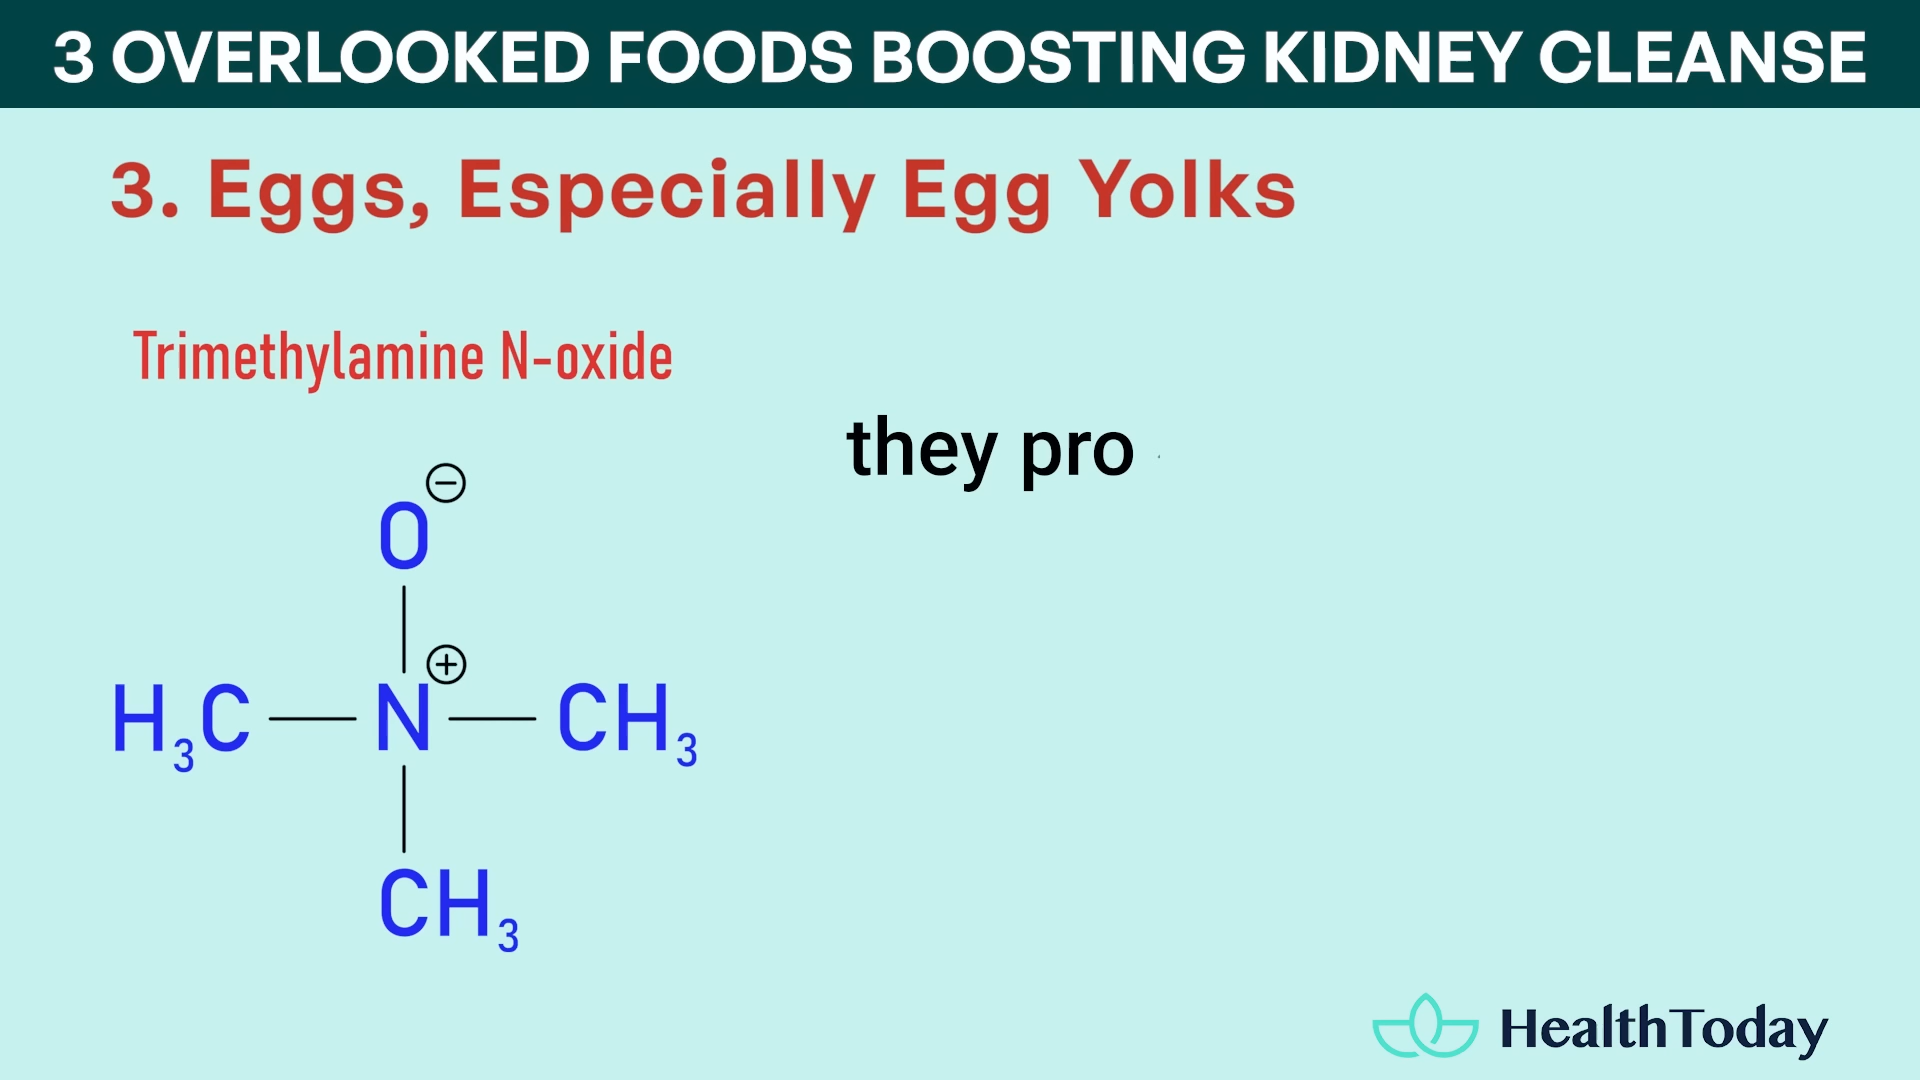 3 OVERLOOKED FOODS BOOSTING KIDNEY CLEANSE
3. Eggs, Especially Egg Yolks
Trimethylamine N-oxide
they pro
O⊖
H₃C — N⊕ — CH₃
CH₃
HealthToday